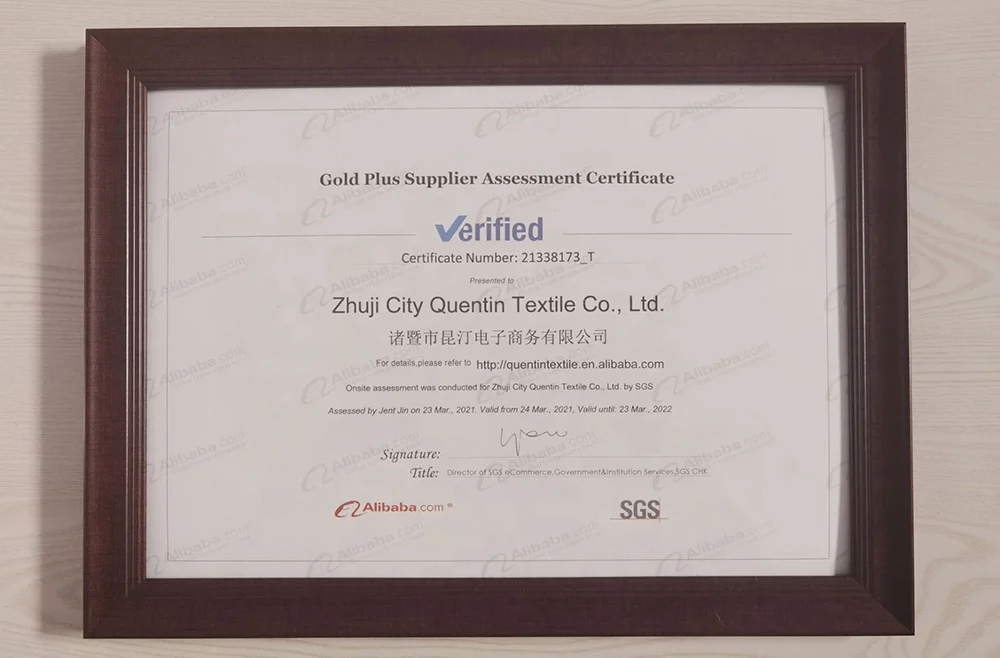 Gold Plus Supplier Assessment Certificate
Verified
Certificate Number: 21338173_T
Presented to
Zhuji City Quentin Textile Co., Ltd.
诸暨市昆汀电子商务有限公司
For details,please refer to http://quentintextile.en.alibaba.com
Onsite assessment was conducted for Zhuji City Quentin Textile Co., Ltd. by SGS
Assessed by Jent Jin on 23 Mar., 2021. Valid from 24 Mar., 2021, Valid until: 23 Mar., 2022
Signature:
Title: Director of SGS eCommerce,Government&Institution Services,SGS CHK
Alibaba.com®
SGS